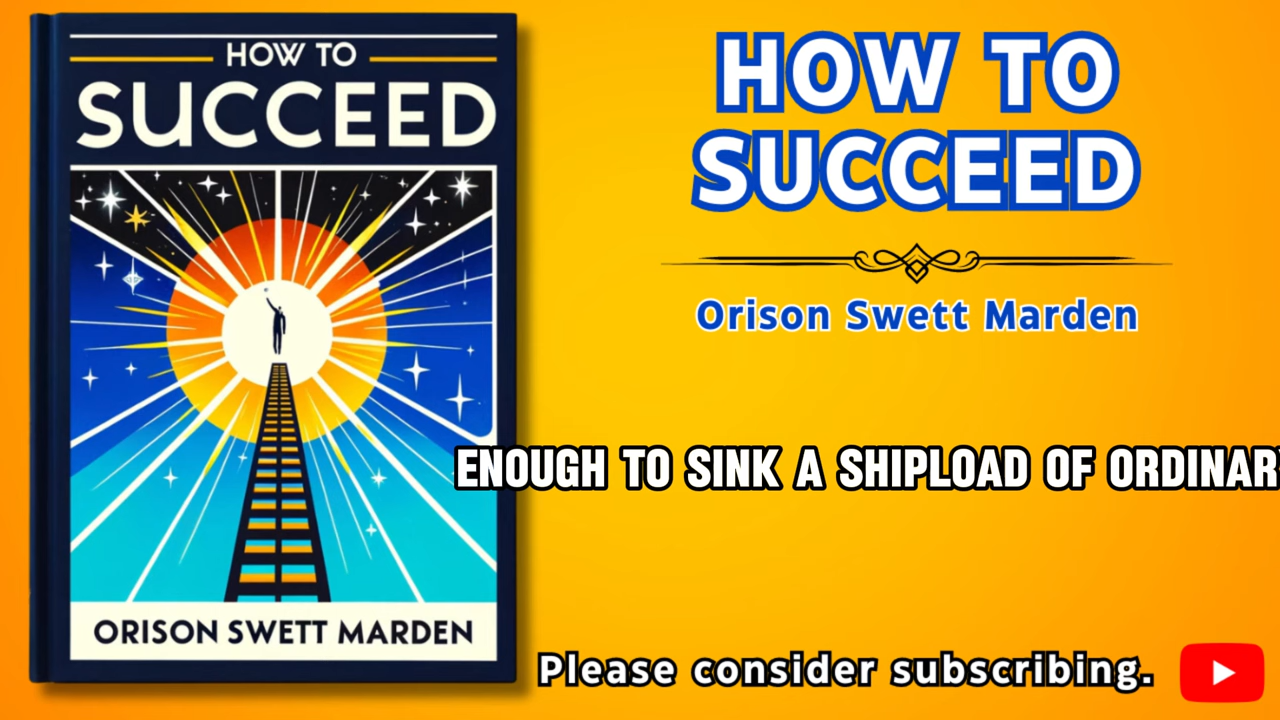 HOW TO
SUCCEED
ORISON SWETT MARDEN
HOW TO
SUCCEED
Orison Swett Marden
ENOUGH TO SINK A SHIPLOAD OF ORDINAR
Please consider subscribing.